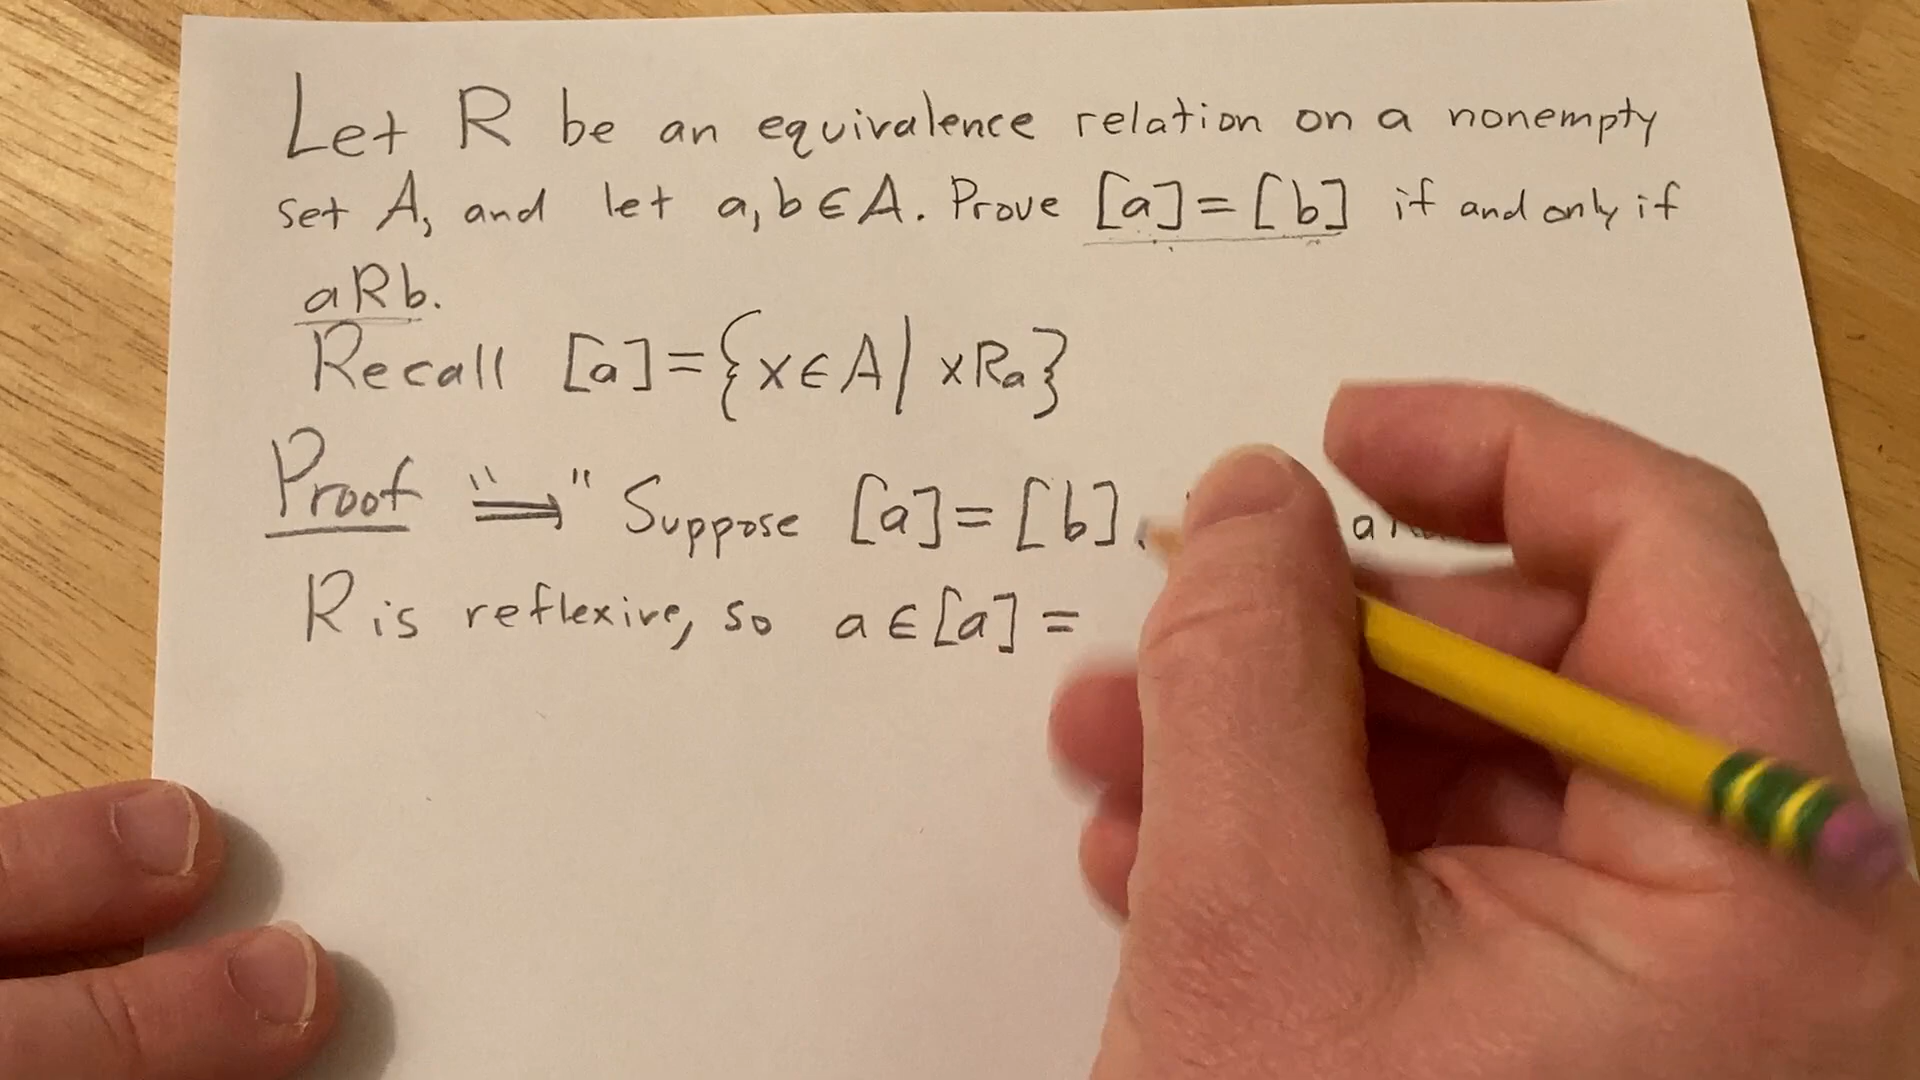 Let R be an equivalence relation on a nonempty
set A, and let a,b∈A. Prove [a]=[b] if and only if
aRb.
Recall [a]={x∈A| xRa}
Proof "⟹" Suppose [a]=[b].
R is reflexive, so a∈[a]=